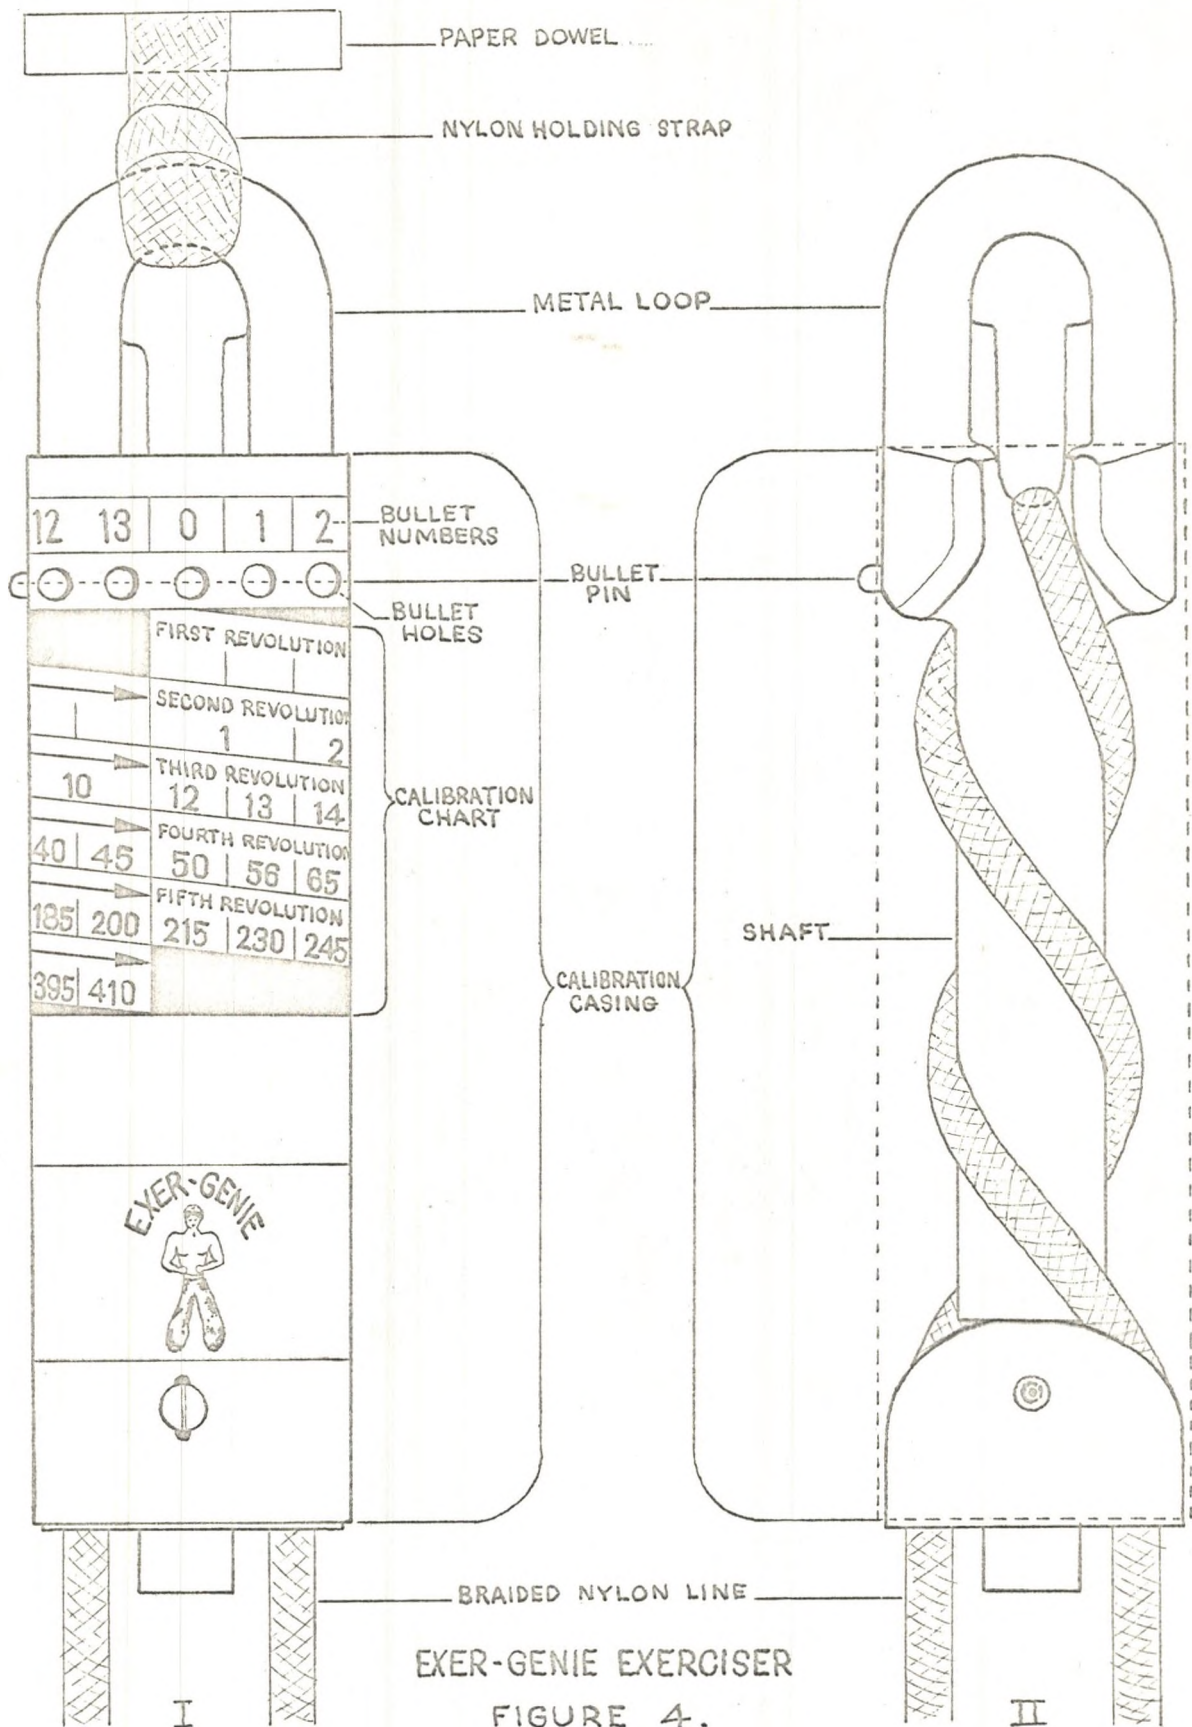 PAPER DOWEL
NYLON HOLDING STRAP
METAL LOOP
12 13 0 1 2
BULLET
NUMBERS
BULLET
PIN
BULLET
HOLES
FIRST REVOLUTION
SECOND REVOLUTION
1 2
THIRD REVOLUTION
10 12 13 14
CALIBRATION
CHART
FOURTH REVOLUTION
40 45 50 56 65
FIFTH REVOLUTION
185 200 215 230 245
SHAFT
395 410
CALIBRATION
CASING
EXER-GENIE
BRAIDED NYLON LINE
EXER-GENIE EXERCISER
FIGURE 4.
I II